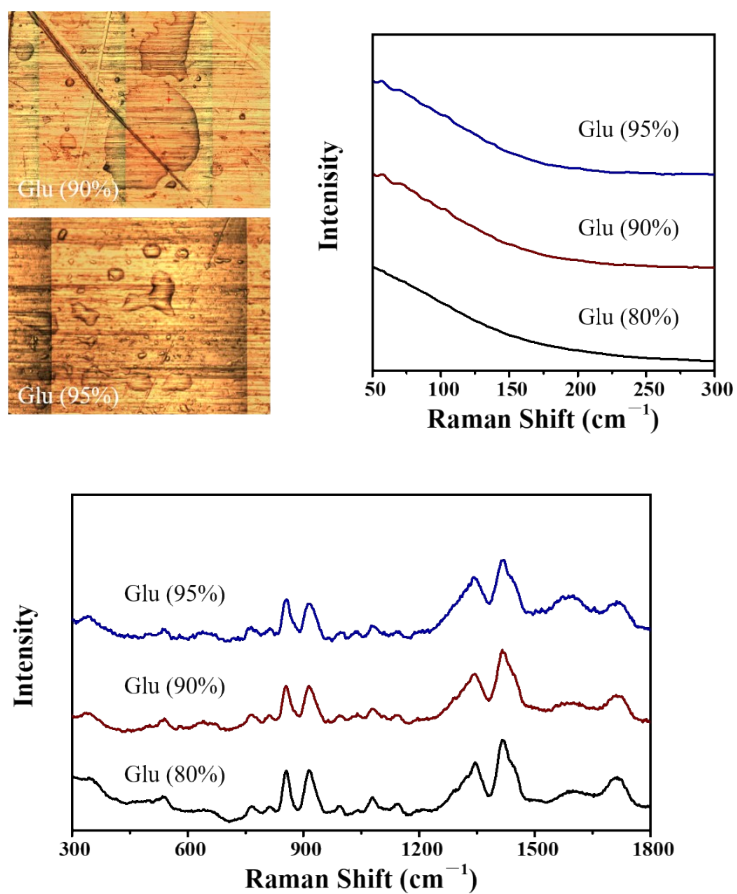 Glu (90%)
Glu (95%)
Intenisity
Glu (95%)
Glu (90%)
Glu (80%)
50 100 150 200 250 300
Raman Shift (cm⁻¹)
Intensity
Glu (95%)
Glu (90%)
Glu (80%)
300 600 900 1200 1500 1800
Raman Shift (cm⁻¹)